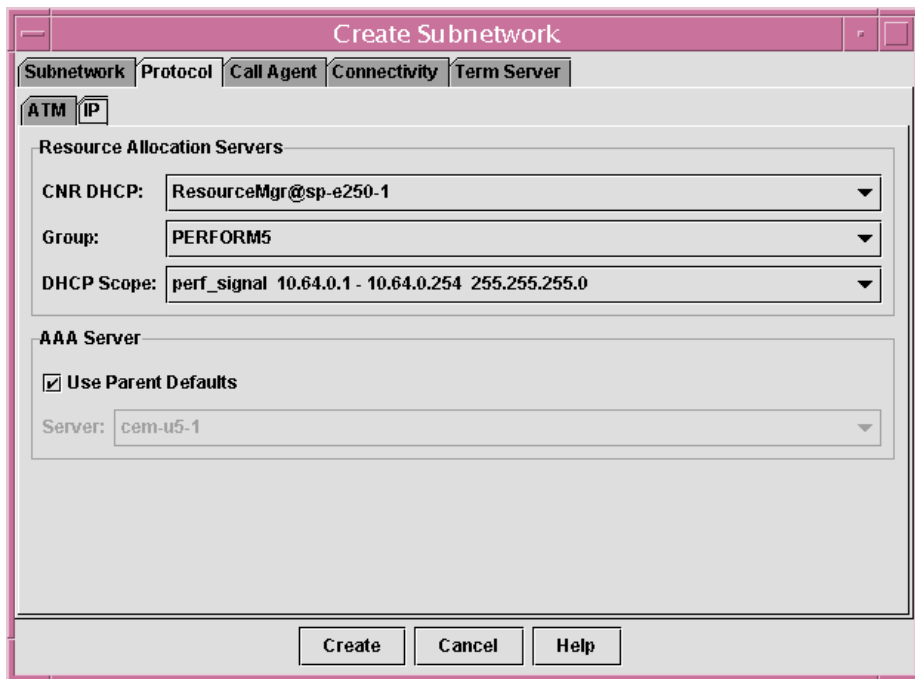 Create Subnetwork
Subnetwork Protocol Call Agent Connectivity Term Server
ATM IP
Resource Allocation Servers
CNR DHCP: ResourceMgr@sp-e250-1
Group: PERFORM5
DHCP Scope: perf_signal 10.64.0.1 - 10.64.0.254 255.255.255.0
AAA Server
Use Parent Defaults
Server: cem-u5-1
Create Cancel Help